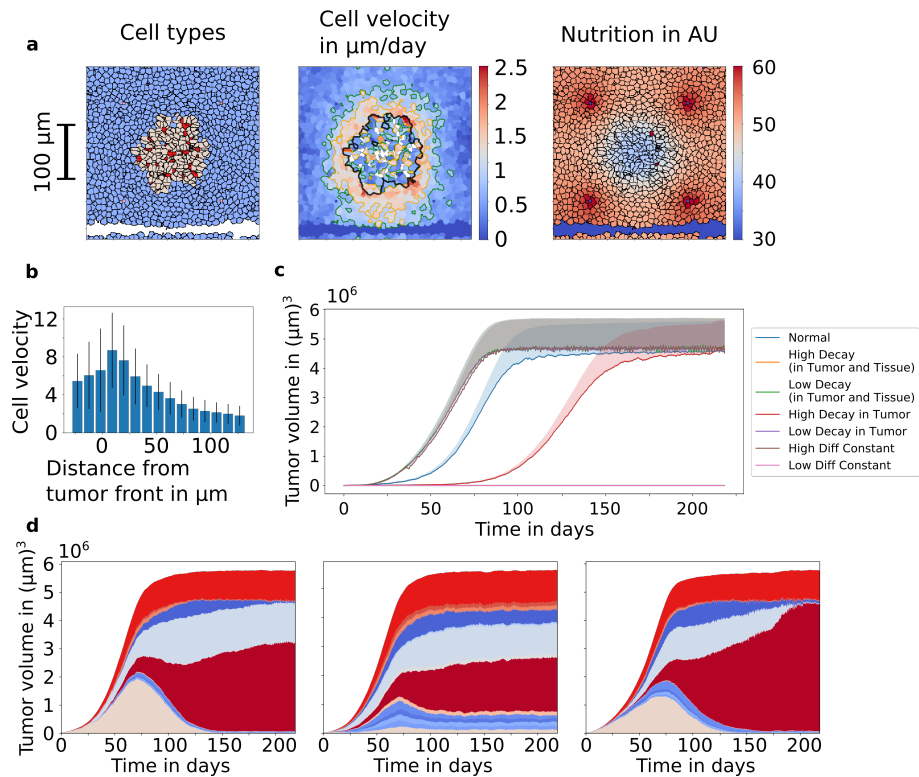 a
Cell types
Cell velocity
in μm/day
Nutrition in AU
100 μm
2.5
2
1.5
1
0.5
0
60
50
40
30
b
Cell velocity
12
8
4
0
0
50
100
Distance from
tumor front in μm
c
10⁶
Tumor volume in (μm)³
6
5
4
3
2
1
0
0
50
100
150
200
Time in days
Normal
High Decay
(in Tumor and Tissue)
Low Decay
(in Tumor and Tissue)
High Decay in Tumor
Low Decay in Tumor
High Diff Constant
Low Diff Constant
d
10⁶
Tumor volume in (μm)³
6
5
4
3
2
1
0
0
50
100
150
200
Time in days
0
50
100
150
200
Time in days
0
50
100
150
200
Time in days